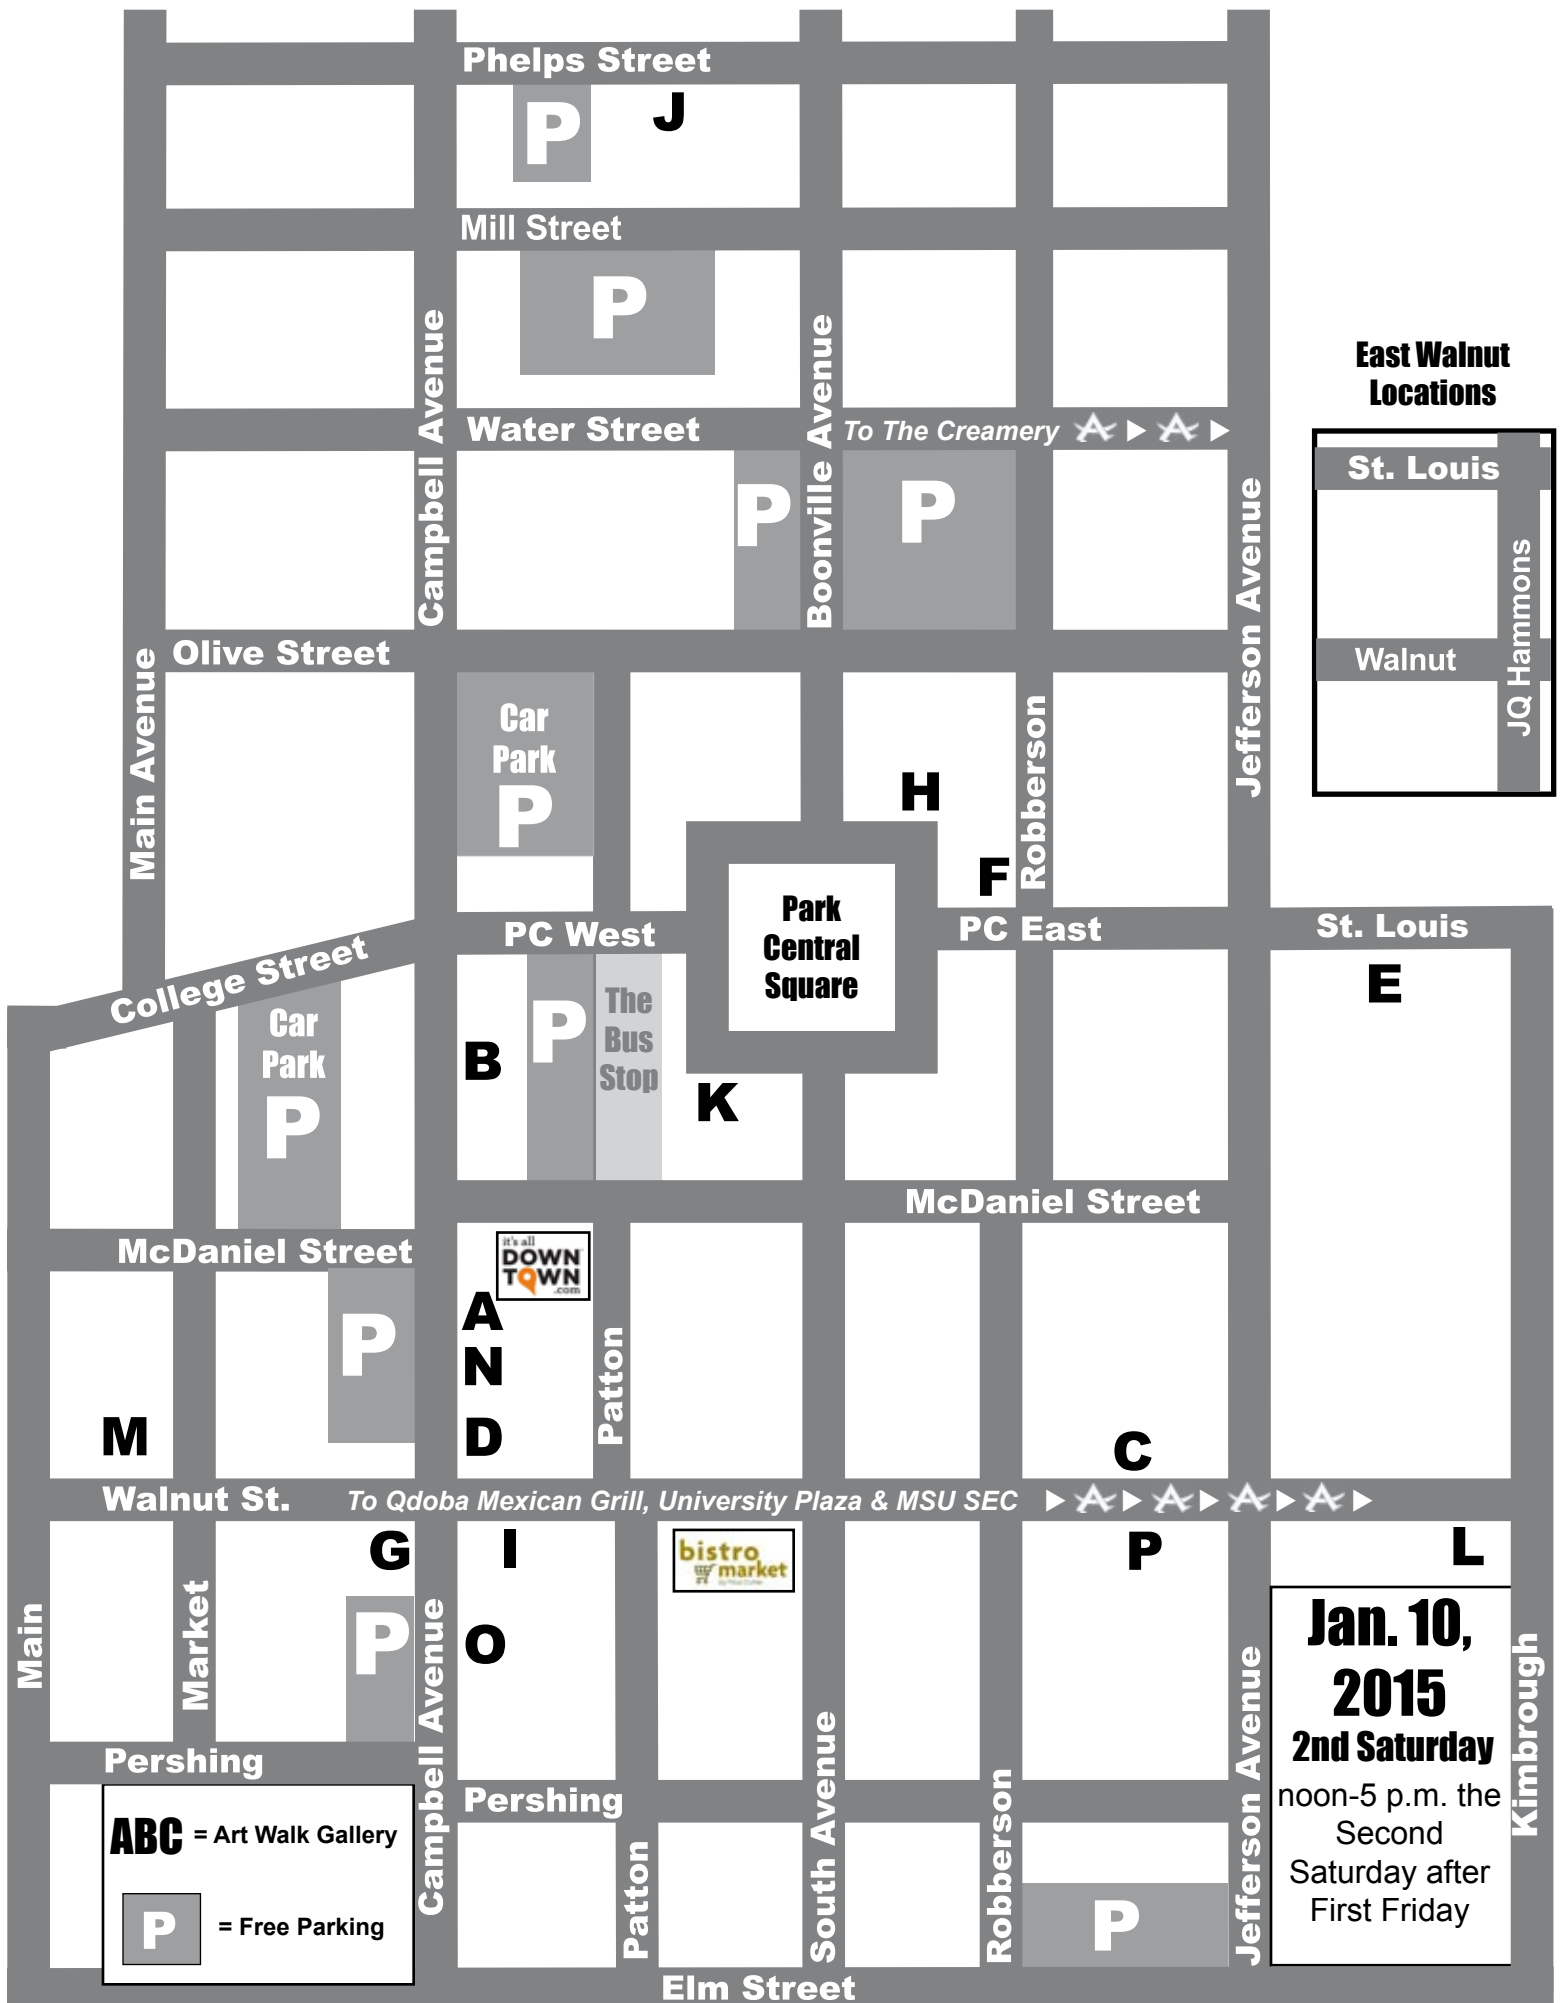 Phelps Street
P
J
Mill Street
P
Campbell Avenue
Boonville Avenue
Water Street
To The Creamery
East Walnut
Locations
St. Louis
Walnut
JQ Hammons
P
P
Jefferson Avenue
Olive Street
Main Avenue
Car
Park
P
H
Robberson
F
Park
Central
Square
PC West
PC East
St. Louis
College Street
E
Car
Park
P
B
P
The
Bus
Stop
K
McDaniel Street
McDaniel Street
it's all
DOWN
TOWN
.com
A
N
D
P
Patton
M
C
Walnut St.
To Qdoba Mexican Grill, University Plaza & MSU SEC
G
I
bistro
market
P
L
Main
Market
P
Campbell Avenue
O
Jan. 10,
2015
2nd Saturday
noon-5 p.m. the
Second
Saturday after
First Friday
Kimbrough
Pershing
Pershing
ABC = Art Walk Gallery
P = Free Parking
Patton
South Avenue
Robberson
P
Jefferson Avenue
Elm Street